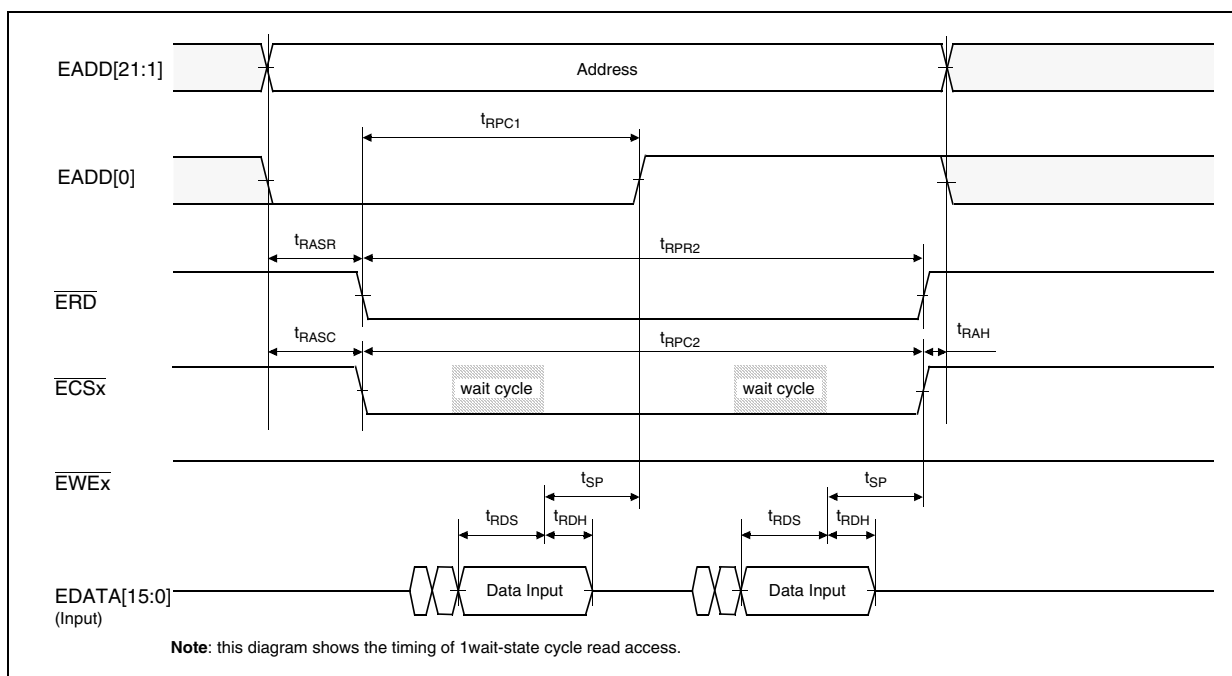 EADD[21:1]
Address
tRPC1
EADD[0]
tRASR
tRPR2
ERD
tRASC
tRPC2
tRAH
ECSx
wait cycle
wait cycle
EWEx
tSP
tSP
tRDS
tRDH
tRDS
tRDH
EDATA[15:0]
Data Input
Data Input
(Input)
Note: this diagram shows the timing of 1wait-state cycle read access.